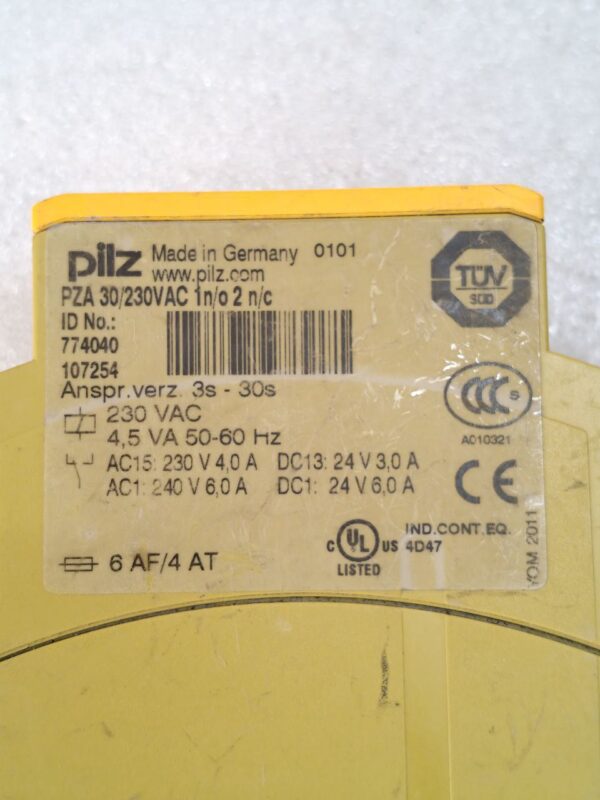 pilz Made in Germany 0101
www.pilz.com
PZA 30/230VAC 1n/o 2 n/c
ID No.:
774040
107254
Anspr.verz. 3s - 30s
230 VAC
4,5 VA 50-60 Hz
AC15: 230 V 4,0 A DC13: 24 V 3,0 A
AC1: 240 V 6,0 A DC1: 24 V 6,0 A
6 AF/4 AT
TÜV
SÜD
CCC S
A010321
CE
C UL US
LISTED
IND.CONT.EQ.
4D47
YOM 2011